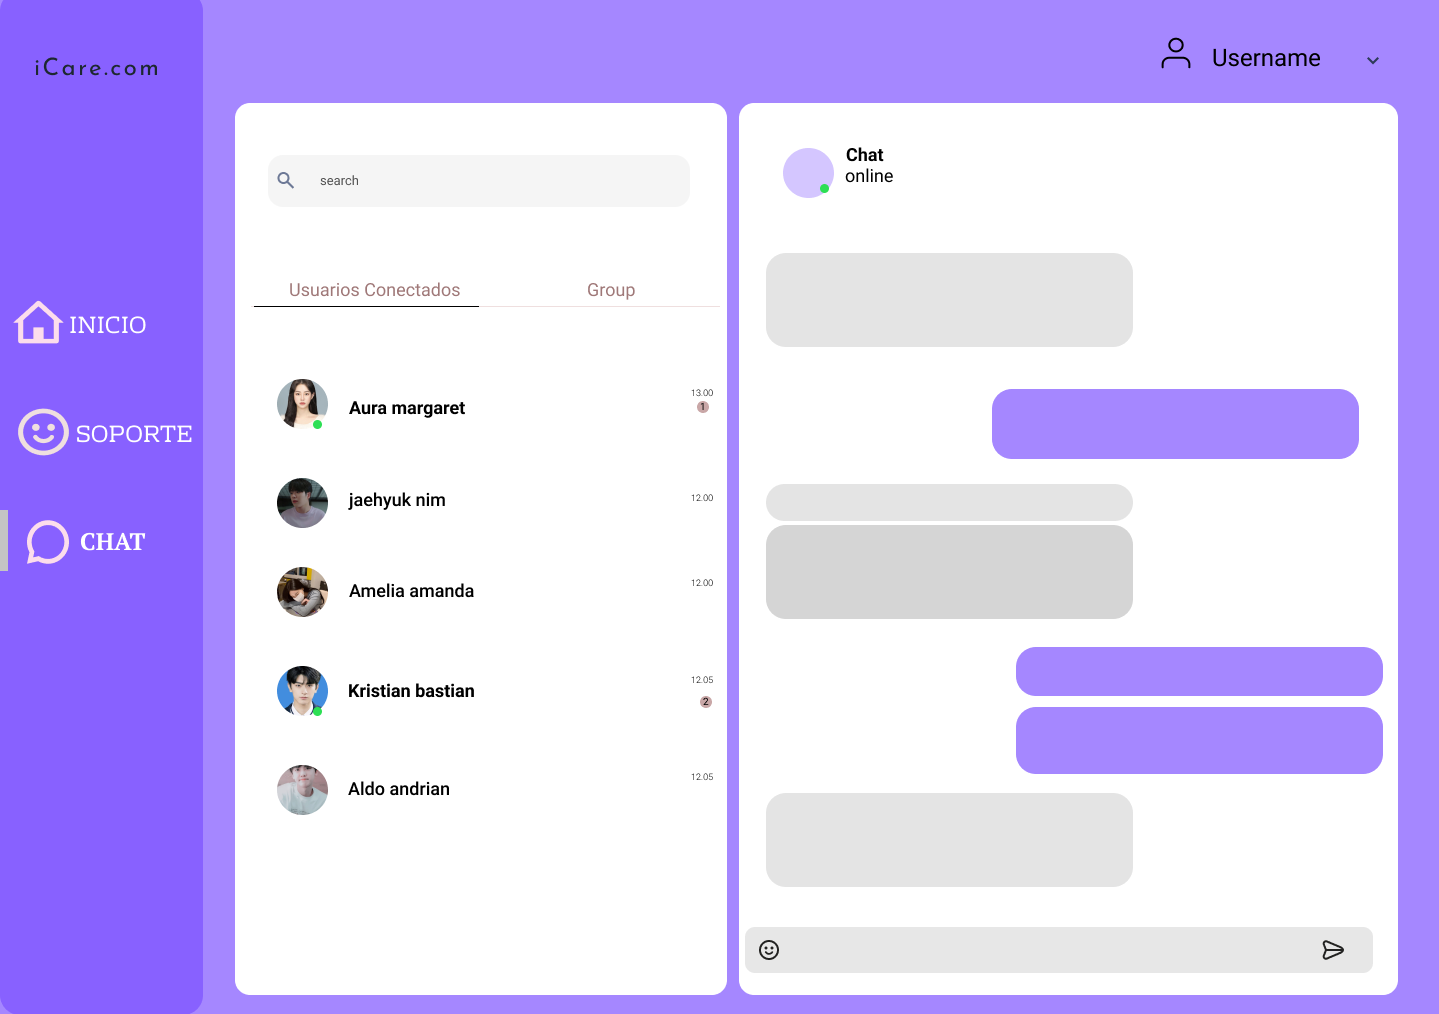 iCare.com
Username
INICIO
SOPORTE
CHAT
search
Usuarios Conectados
Group
Aura margaret
13.00
1
jaehyuk nim
12.00
Amelia amanda
12.00
Kristian bastian
12.05
2
Aldo andrian
12.05
Chat
online